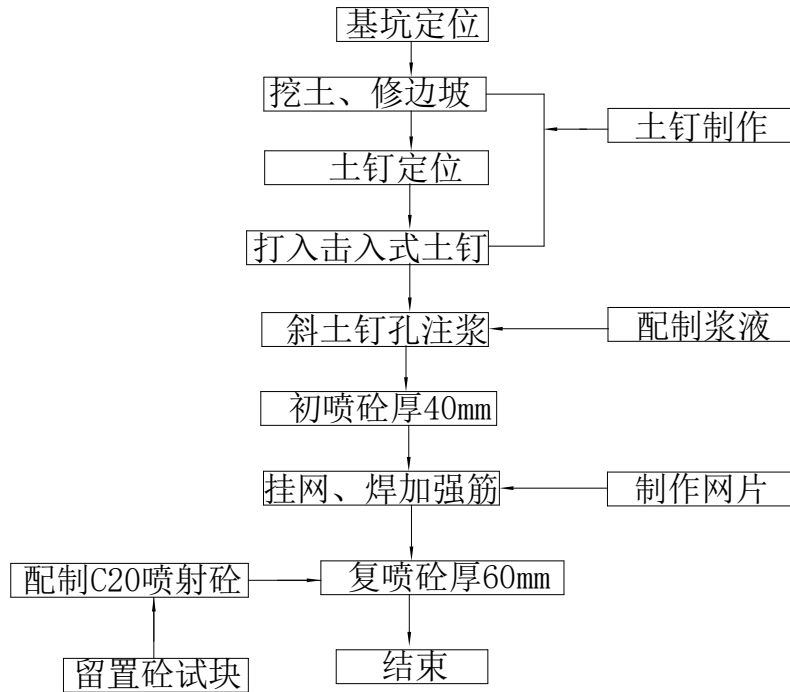 基坑定位
挖土、修边坡
土钉制作
土钉定位
打入击入式土钉
斜土钉孔注浆
配制浆液
初喷砼厚40mm
挂网、焊加强筋
制作网片
配制C20喷射砼
复喷砼厚60mm
留置砼试块
结束